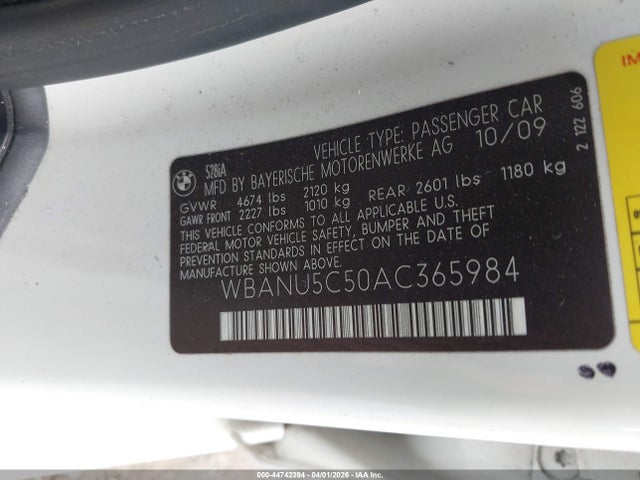 BMW
528iA
VEHICLE TYPE: PASSENGER CAR
MFD BY BAYERISCHE MOTORENWERKE AG 10/09
GVWR 4674 lbs 2120 kg
GAWR FRONT 2227 lbs 1010 kg REAR 2601 lbs 1180 kg
THIS VEHICLE CONFORMS TO ALL APPLICABLE U.S.
FEDERAL MOTOR VEHICLE SAFETY, BUMPER AND THEFT
PREVENTION STANDARDS IN EFFECT ON THE DATE OF
MANUFACTURE SHOWN ABOVE.
WBANU5C50AC365984
2 122 606
IM
000-44742394 04/01/2026 IAA INC.